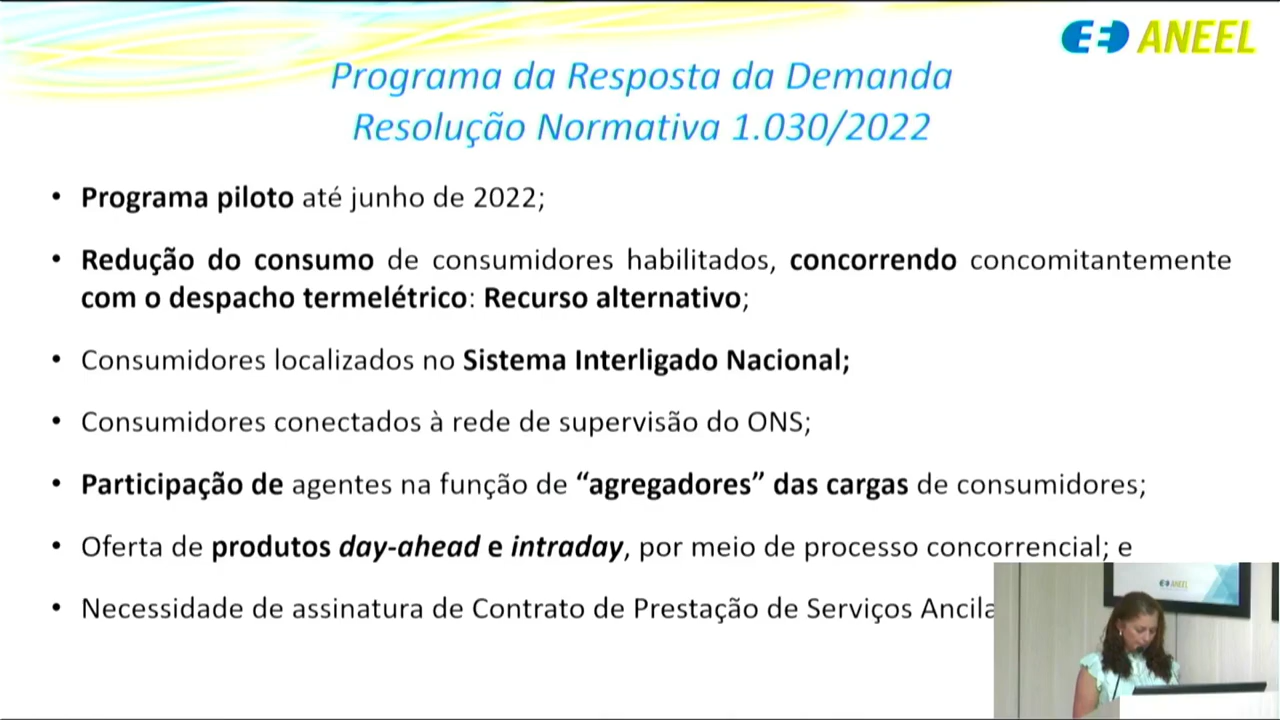 ANEEL
Programa da Resposta da Demanda
Resolução Normativa 1.030/2022
• Programa piloto até junho de 2022;
• Redução do consumo de consumidores habilitados, concorrendo concomitantemente
com o despacho termelétrico: Recurso alternativo;
• Consumidores localizados no Sistema Interligado Nacional;
• Consumidores conectados à rede de supervisão do ONS;
• Participação de agentes na função de “agregadores” das cargas de consumidores;
• Oferta de produtos day-ahead e intraday, por meio de processo concorrencial; e
• Necessidade de assinatura de Contrato de Prestação de Serviços
ANEEL